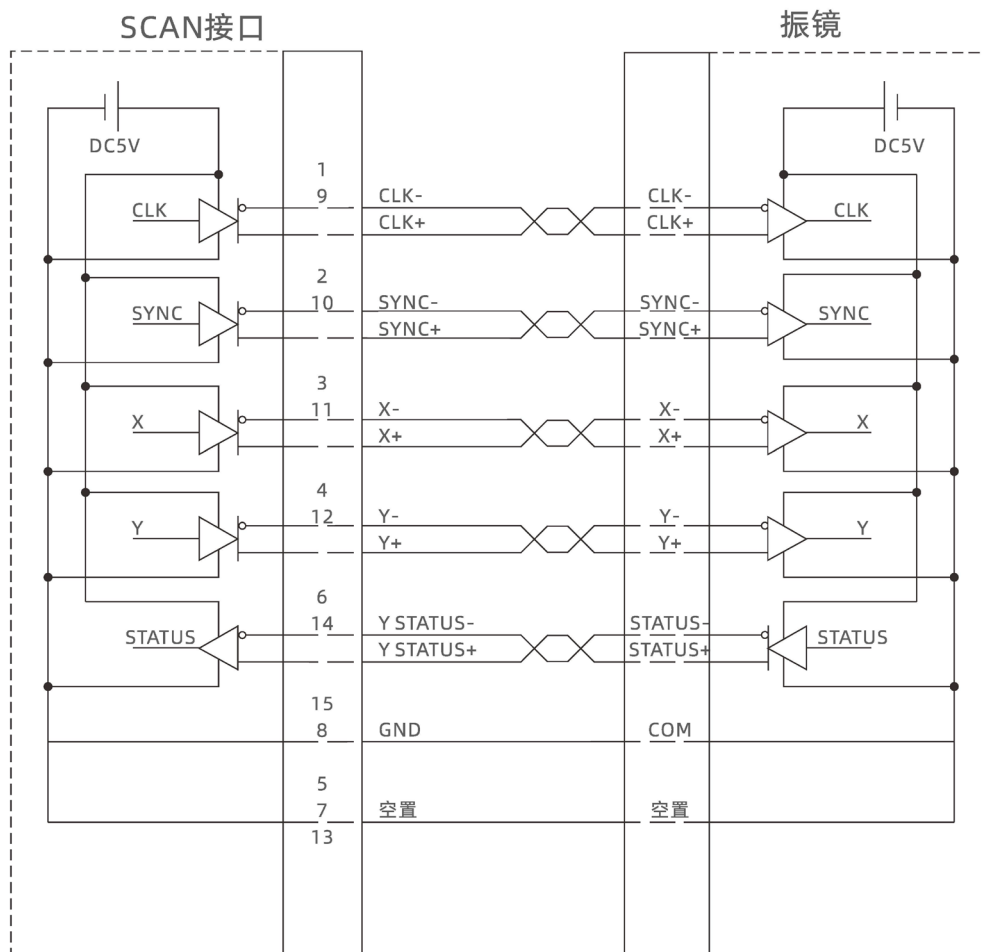 SCAN接口 振镜
DC5V DC5V
1
CLK 9 CLK- CLK- CLK
CLK+ CLK+
2
SYNC 10 SYNC- SYNC- SYNC
SYNC+ SYNC+
3
X 11 X- X- X
X+ X+
4
Y 12 Y- Y- Y
Y+ Y+
6
STATUS 14 Y STATUS- STATUS- STATUS
Y STATUS+ STATUS+
15
8 GND COM
5
7 空置 空置
13